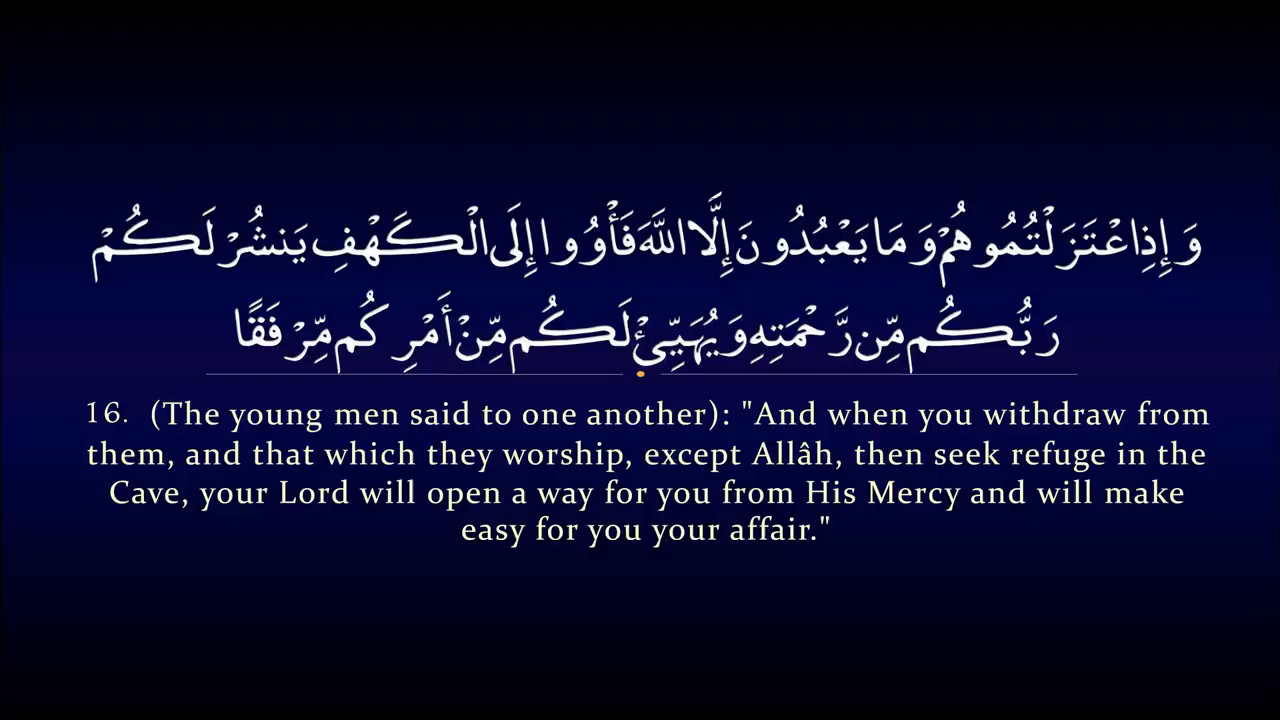 وَإِذِ اعْتَزَلْتُمُوهُمْ وَمَا يَعْبُدُونَ إِلَّا اللَّهَ فَأْوُوا إِلَى الْكَهْفِ يَنشُرْ لَكُمْ
رَبُّكُم مِّن رَّحْمَتِهِ وَيُهَيِّئْ لَكُم مِّنْ أَمْرِكُم مِّرْفَقًا
16. (The young men said to one another): "And when you withdraw from
them, and that which they worship, except Allâh, then seek refuge in the
Cave, your Lord will open a way for you from His Mercy and will make
easy for you your affair."